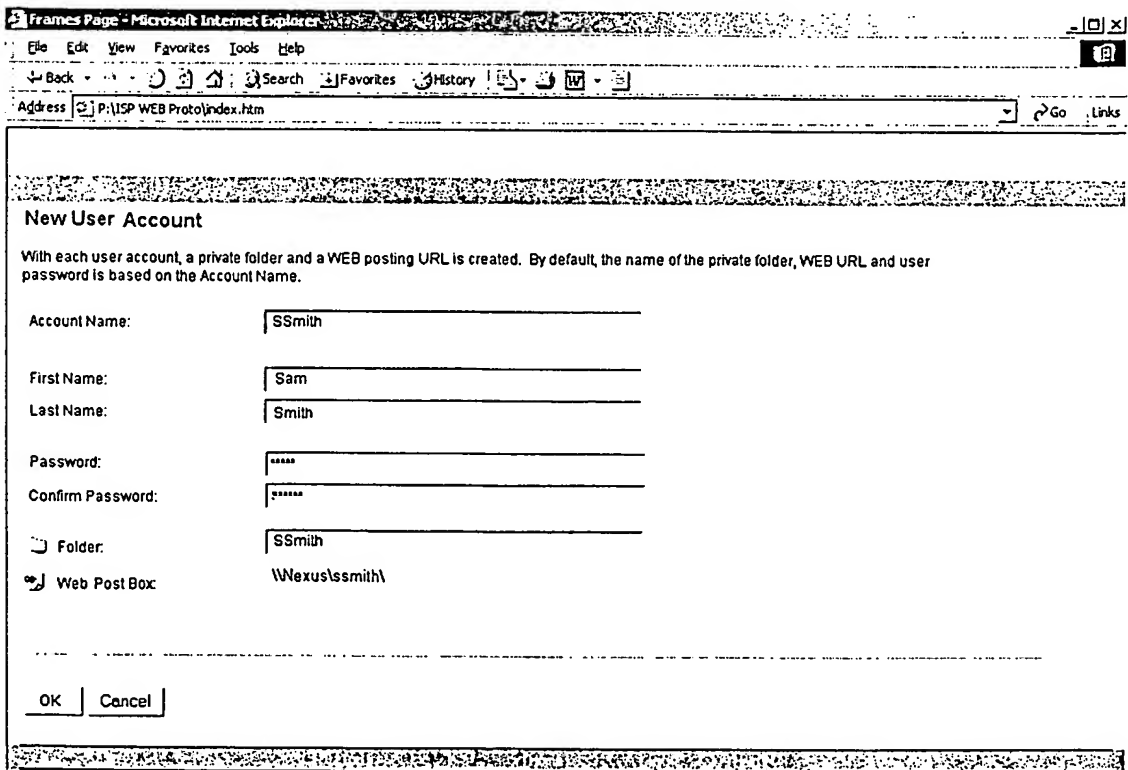 Frames Page - Microsoft Internet Explorer
File Edit View Favorites Tools Help
Back Search Favorites History
Address P:\ISP WEB Proto\index.htm Go Links
New User Account
With each user account, a private folder and a WEB posting URL is created. By default, the name of the private folder, WEB URL and user
password is based on the Account Name.
Account Name: SSmith
First Name: Sam
Last Name: Smith
Password: *****
Confirm Password: ******
Folder: SSmith
Web Post Box: \\Nexus\ssmith\
OK Cancel